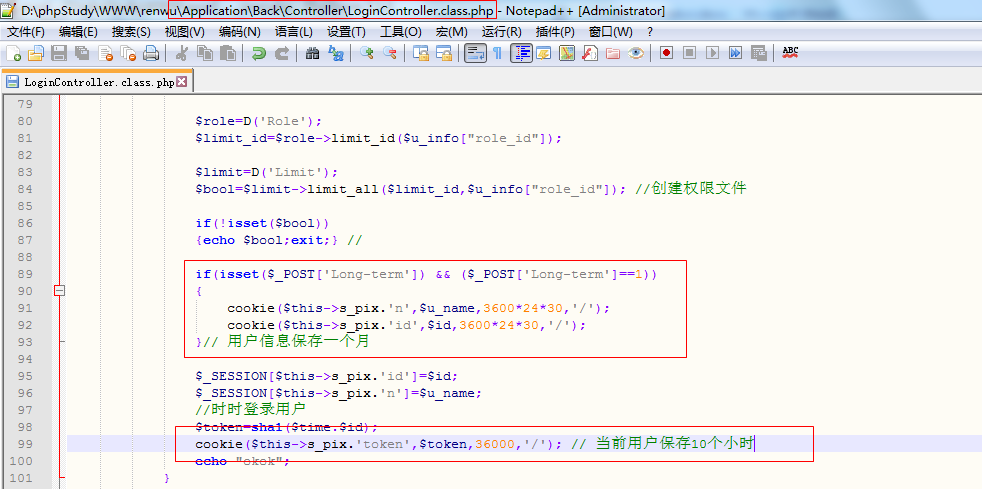 D:\phpStudy\WWW\renwu\Application\Back\Controller\LoginController.class.php - Notepad++ [Administrator]
文件(F) 编辑(E) 搜索(S) 视图(V) 编码(N) 语言(L) 设置(T) 工具(O) 宏(M) 运行(R) 插件(P) 窗口(W) ?
ABC
LoginController.class.php
79
80 $role=D('Role');
81 $limit_id=$role->limit_id($u_info["role_id"]);
82
83 $limit=D('Limit');
84 $bool=$limit->limit_all($limit_id,$u_info["role_id"]); //创建权限文件
85
86 if(!isset($bool))
87 {echo $bool;exit;} //
88
89 if(isset($_POST['Long-term']) && ($_POST['Long-term']==1))
90 {
91 cookie($this->s_pix.'n',$u_name,3600*24*30,'/');
92 cookie($this->s_pix.'id',$id,3600*24*30,'/');
93 }// 用户信息保存一个月
94
95 $_SESSION[$this->s_pix.'id']=$id;
96 $_SESSION[$this->s_pix.'n']=$u_name;
97 //时时登录用户
98 $token=sha1($time.$id);
99 cookie($this->s_pix.'token',$token,36000,'/'); // 当前用户保存10个小时
100 echo "okok";
101 }